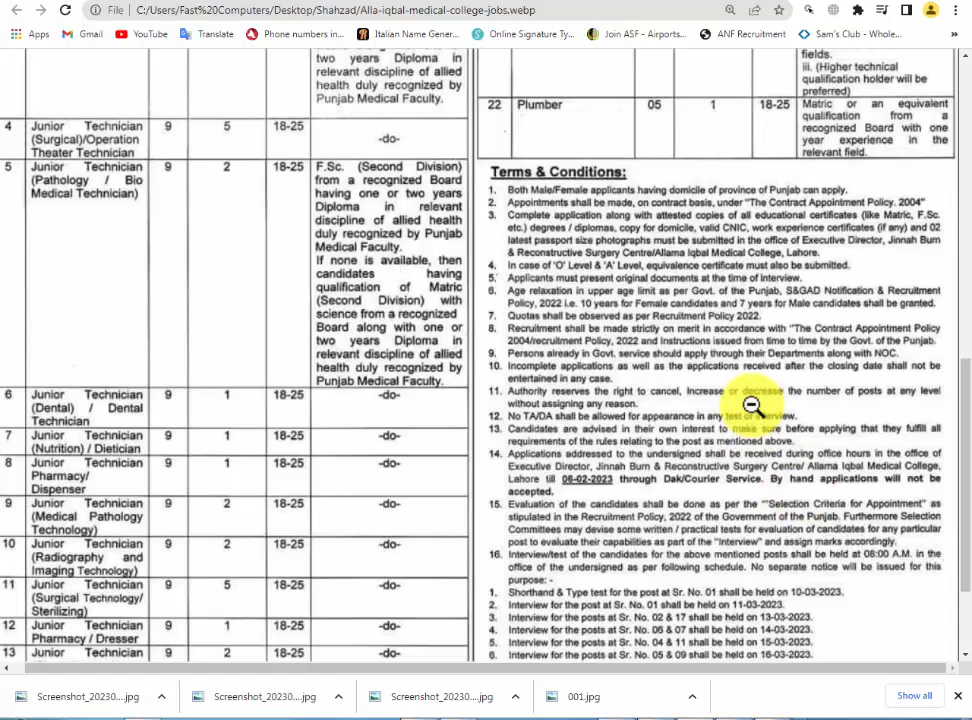 File | C:/Users/Fast%20Computers/Desktop/Shahzad/Alla-iqbal-medical-college-jobs.webp
Apps
Gmail
YouTube
Translate
Phone numbers in...
Italian Name Gener...
Online Signature Ty...
Join ASF - Airports...
ANF Recruitment
Sam's Club - Whole...
»
two years Diploma in
relevant discipline of allied
health duly recognized by
Punjab Medical Faculty.
4 Junior Technician (Surgical)/Operation Theater Technician 9 5 18-25 -do-
5 Junior Technician (Pathology / Bio Medical Technician) 9 2 18-25
F.Sc. (Second Division)
from a recognized Board
having one or two years
Diploma in relevant
discipline of allied health
duly recognized by Punjab
Medical Faculty.
If none is available, then
candidates having
qualification of Matric
(Second Division) with
science from a recognized
Board along with one or
two years Diploma in
relevant discipline of allied
health duly recognized by
Punjab Medical Faculty.
6 Junior Technician (Dental) / Dental Technician 9 1 18-25 -do-
7 Junior Technician (Nutrition) / Dietician 9 1 18-25 -do-
8 Junior Technician Pharmacy/ Dispenser 9 1 18-25 -do-
9 Junior Technician (Medical Pathology Technology) 9 2 18-25 -do-
10 Junior Technician (Radiography and Imaging Technology) 9 2 18-25 -do-
11 Junior Technician (Surgical Technology/ Sterilizing) 9 5 18-25 -do-
12 Junior Technician Pharmacy / Dresser 9 1 18-25 -do-
13 Junior Technician 9 2 18-25 -do-
fields.
iii. (Higher technical
qualification holder will be
preferred)
22 Plumber 05 1 18-25 Matric or an equivalent
qualification from a
recognized Board with one
year experience in the
relevant field.
Terms & Conditions:
1. Both Male/Female applicants having domicile of province of Punjab can apply.
2. Appointments shall be made, on contract basis, under "The Contract Appointment Policy. 2004"
3. Complete application along with attested copies of all educational certificates (like Matric, F.Sc.
etc.) degrees / diplomas, copy for domicile, valid CNIC, work experience certificates (if any) and 02
latest passport size photographs must be submitted in the office of Executive Director, Jinnah Burn
& Reconstructive Surgery Centre/Allama Iqbal Medical College, Lahore.
4. In case of 'O' Level & 'A' Level, equivalence certificate must also be submitted.
5. Applicants must present original documents at the time of interview.
6. Age relaxation in upper age limit as per Govt. of the Punjab, S&GAD Notification & Recruitment
Policy, 2022 i.e. 10 years for Female candidates and 7 years for Male candidates shall be granted.
7. Quotas shall be observed as per Recruitment Policy 2022.
8. Recruitment shall be made strictly on merit in accordance with "The Contract Appointment Policy
2004/recruitment Policy, 2022 and Instructions issued from time to time by the Govt. of the Punjab.
9. Persons already in Govt. service should apply through their Departments along with NOC.
10. Incomplete applications as well as the applications received after the closing date shall not be
entertained in any case.
11. Authority reserves the right to cancel, Increase or decrease the number of posts at any level
without assigning any reason.
12. No TA/DA shall be allowed for appearance in any test or interview.
13. Candidates are advised in their own interest to make sure before applying that they fulfill all
requirements of the rules relating to the post as mentioned above.
14. Applications addressed to the undersigned shall be received during office hours in the office of
Executive Director, Jinnah Burn & Reconstructive Surgery Centre/ Allama Iqbal Medical College,
Lahore till 06-02-2023 through Dak/Courier Service. By hand applications will not be
accepted.
15. Evaluation of the candidates shall be done as per the "'Selection Criteria for Appointment" as
stipulated in the Recruitment Policy, 2022 of the Government of the Punjab. Furthermore Selection
Committees may devise some written / practical tests for evaluation of candidates for any particular
post to evaluate their capabilities as part of the "Interview" and assign marks accordingly.
16. Interview/test of the candidates for the above mentioned posts shall be held at 08:00 A.M. in the
office of the undersigned as per following schedule. No separate notice will be issued for this
purpose: -
1. Shorthand & Type test for the post at Sr. No. 01 shall be held on 10-03-2023.
2. Interview for the post at Sr. No. 01 shall be held on 11-03-2023.
3. Interview for the posts at Sr. No. 02 & 17 shall be held on 13-03-2023.
4. Interview for the posts at Sr. No. 06 & 07 shall be held on 14-03-2023.
5. Interview for the posts at Sr. No. 04 & 11 shall be held on 15-03-2023.
6. Interview for the posts at Sr. No. 05 & 09 shall be held on 16-03-2023.
Screenshot_20230....jpg
Screenshot_20230....jpg
Screenshot_20230....jpg
001.jpg
Show all